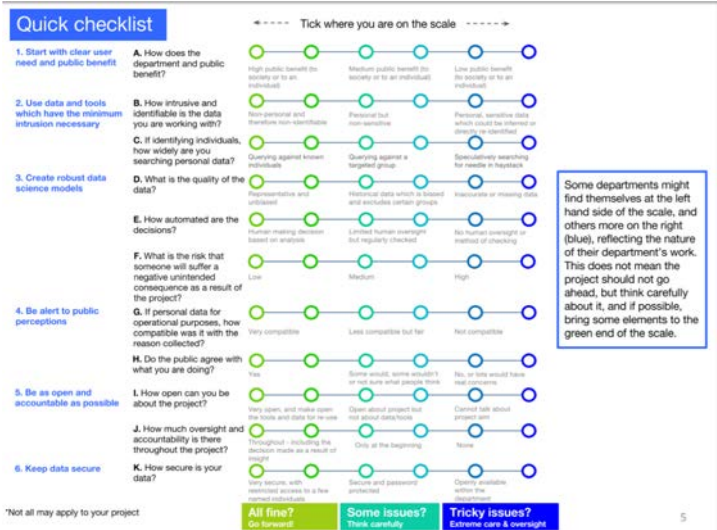 Quick checklist
Tick where you are on the scale
1. Start with clear user
need and public benefit
A. How does the
department and public
benefit?
High public benefit (to
society or to an
individual)
Medium public benefit (to
society or to an individual)
Low public benefit
(to society or to an
individual)
2. Use data and tools
which have the minimum
intrusion necessary
B. How intrusive and
identifiable is the data
you are working with?
Non-personal and
therefore non-identifiable
Personal but
non-sensitive
Personal, sensitive data
which could be inferred or
directly re-identified
C. If identifying individuals,
how widely are you
searching personal data?
Querying against known
individuals
Querying against a
targeted group
Speculatively searching
for needle in haystack
3. Create robust data
science models
D. What is the quality of the
data?
Representative and
unbiased
Historical data which is biased
and excludes certain groups
Inaccurate or missing data
E. How automated are the
decisions?
Human making decision
based on analysis
Limited human oversight
but regularly checked
No human oversight or
method of checking
F. What is the risk that
someone will suffer a
negative unintended
consequence as a result of
the project?
Low
Medium
High
4. Be alert to public
perceptions
G. If personal data for
operational purposes, how
compatible was it with the
reason collected?
Very compatible
Less compatible but fair
Not compatible
H. Do the public agree with
what you are doing?
Yes
Some would, some wouldn't
or not sure what people think
No, or lots would have
real concerns
5. Be as open and
accountable as possible
I. How open can you be
about the project?
Very open, and make open
the tools and data for re-use
Open about project but
not about data/tools
Cannot talk about
project aim
J. How much oversight and
accountability is there
throughout the project?
Throughout - including the
decision made as a result of
insight
Only at the beginning
None
6. Keep data secure
K. How secure is your
data?
Very secure, with
restricted access to a few
named individuals
Secure and password
protected
Openly available
within the
department
Some departments might
find themselves at the left
hand side of the scale, and
others more on the right
(blue), reflecting the nature
of their department's work.
This does not mean the
project should not go
ahead, but think carefully
about it, and if possible,
bring some elements to the
green end of the scale.
*Not all may apply to your project
All fine?
Go forward!
Some issues?
Think carefully
Tricky issues?
Extreme care & oversight
5